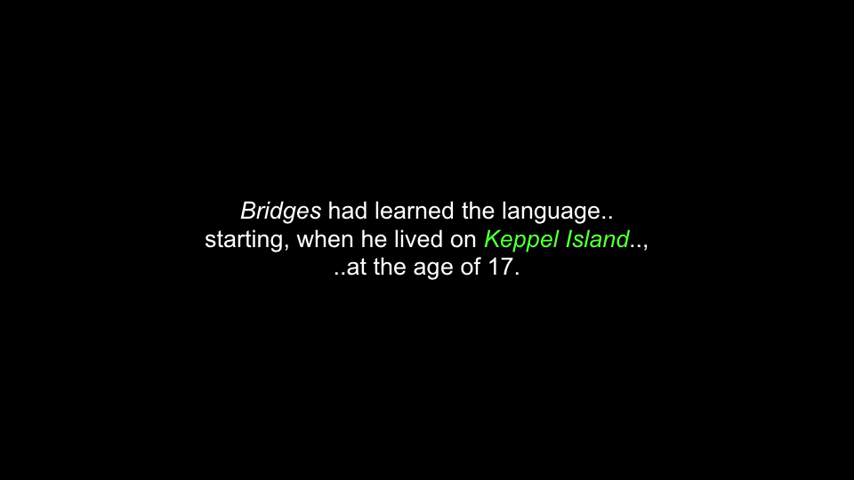 Bridges had learned the language..
starting, when he lived on Keppel Island..,
..at the age of 17.